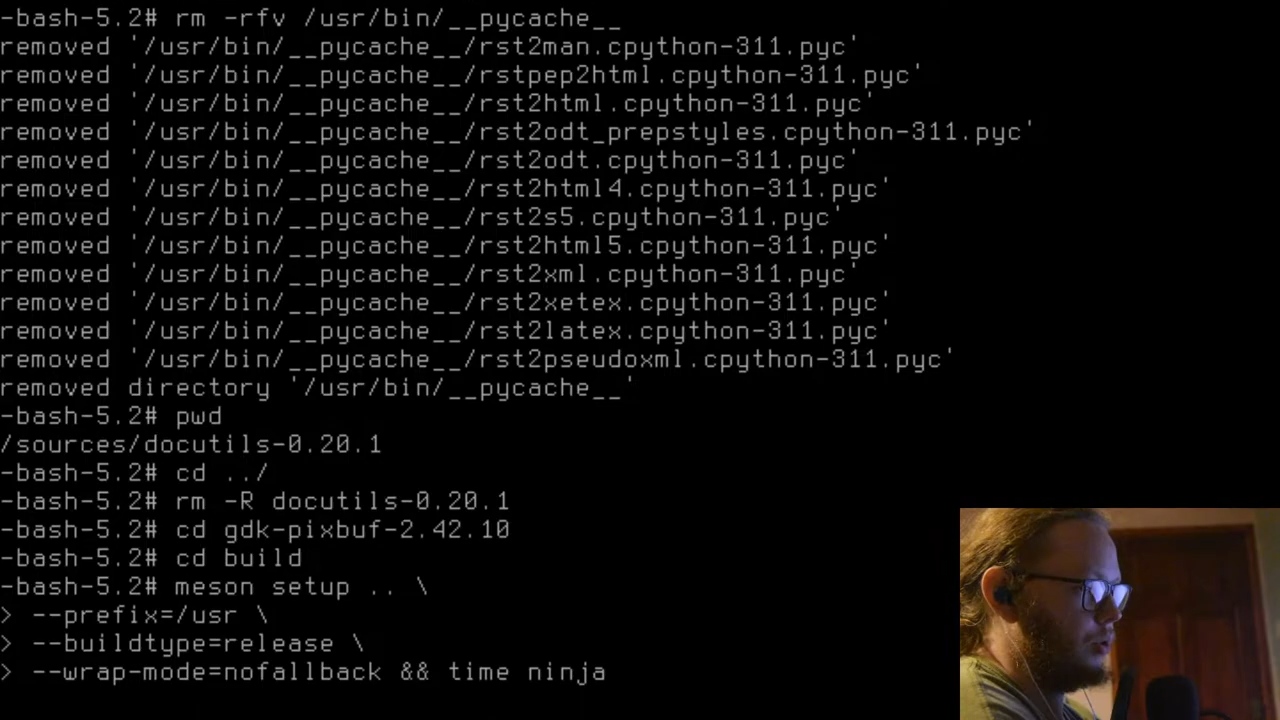 -bash-5.2# rm -rfv /usr/bin/__pycache__
removed '/usr/bin/__pycache__/rst2man.cpython-311.pyc'
removed '/usr/bin/__pycache__/rstpep2html.cpython-311.pyc'
removed '/usr/bin/__pycache__/rst2html.cpython-311.pyc'
removed '/usr/bin/__pycache__/rst2odt_prepstyles.cpython-311.pyc'
removed '/usr/bin/__pycache__/rst2odt.cpython-311.pyc'
removed '/usr/bin/__pycache__/rst2html4.cpython-311.pyc'
removed '/usr/bin/__pycache__/rst2s5.cpython-311.pyc'
removed '/usr/bin/__pycache__/rst2html5.cpython-311.pyc'
removed '/usr/bin/__pycache__/rst2xml.cpython-311.pyc'
removed '/usr/bin/__pycache__/rst2xetex.cpython-311.pyc'
removed '/usr/bin/__pycache__/rst2latex.cpython-311.pyc'
removed '/usr/bin/__pycache__/rst2pseudoxml.cpython-311.pyc'
removed directory '/usr/bin/__pycache__'
-bash-5.2# pwd
/sources/docutils-0.20.1
-bash-5.2# cd ../
-bash-5.2# rm -R docutils-0.20.1
-bash-5.2# cd gdk-pixbuf-2.42.10
-bash-5.2# cd build
-bash-5.2# meson setup .. \
> --prefix=/usr \
> --buildtype=release \
> --wrap-mode=nofallback && time ninja